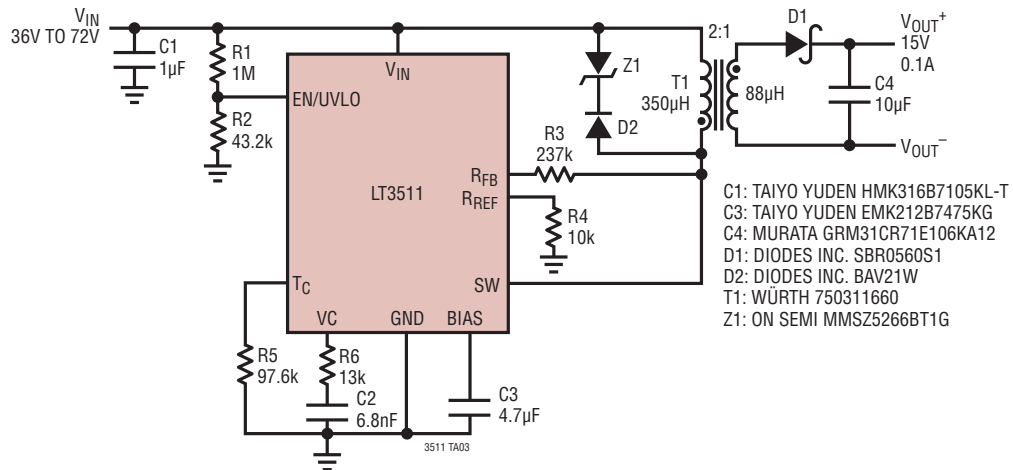 VIN
36V TO 72V
C1
1µF
R1
1M
R2
43.2k
VIN
EN/UVLO
LT3511
RFB
RREF
SW
TC
VC
GND
BIAS
R3
237k
R4
10k
Z1
D2
2:1
T1
350µH
88µH
D1
VOUT+
15V
0.1A
C4
10µF
VOUT–
R5
97.6k
R6
13k
C2
6.8nF
C3
4.7µF
3511 TA03
C1: TAIYO YUDEN HMK316B7105KL-T
C3: TAIYO YUDEN EMK212B7475KG
C4: MURATA GRM31CR71E106KA12
D1: DIODES INC. SBR0560S1
D2: DIODES INC. BAV21W
T1: WÜRTH 750311660
Z1: ON SEMI MMSZ5266BT1G